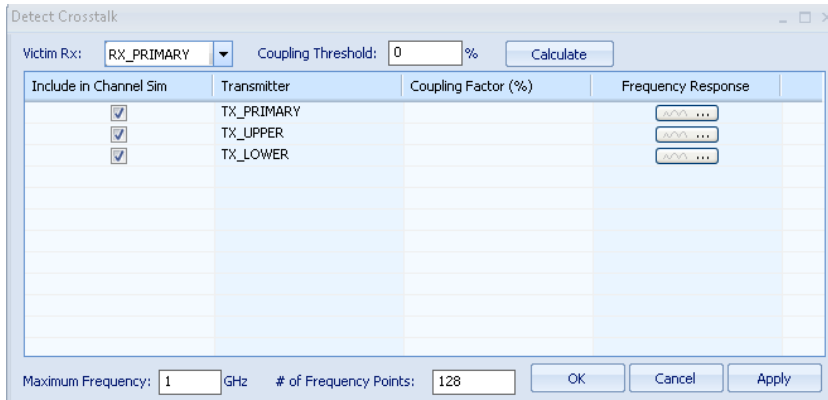 Detect Crosstalk
Victim Rx: RX_PRIMARY Coupling Threshold: 0 % Calculate
Include in Channel Sim Transmitter Coupling Factor (%) Frequency Response
TX_PRIMARY ...
TX_UPPER ...
TX_LOWER ...
Maximum Frequency: 1 GHz # of Frequency Points: 128 OK Cancel Apply